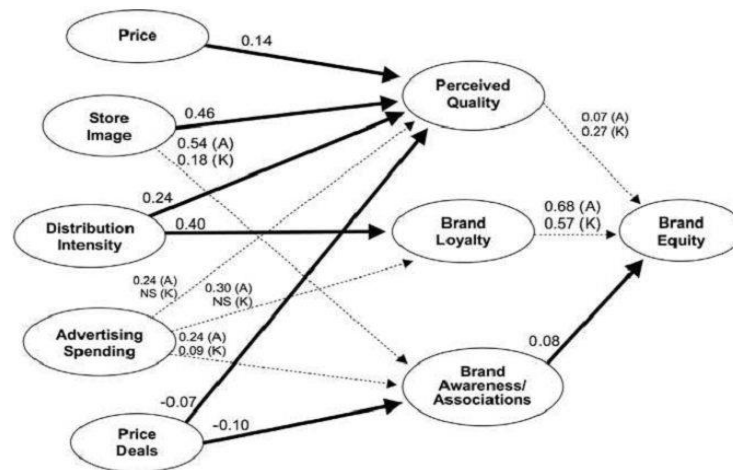 Price
0.14
Perceived
Quality
0.07 (A)
0.27 (K)
Store
Image
0.46
0.54 (A)
0.18 (K)
Distribution
Intensity
0.24
0.40
Brand
Loyalty
0.68 (A)
0.57 (K)
Brand
Equity
0.24 (A)
NS (K)
0.30 (A)
NS (K)
Advertising
Spending
0.24 (A)
0.09 (K)
Brand
Awareness/
Associations
0.08
-0.07
-0.10
Price
Deals